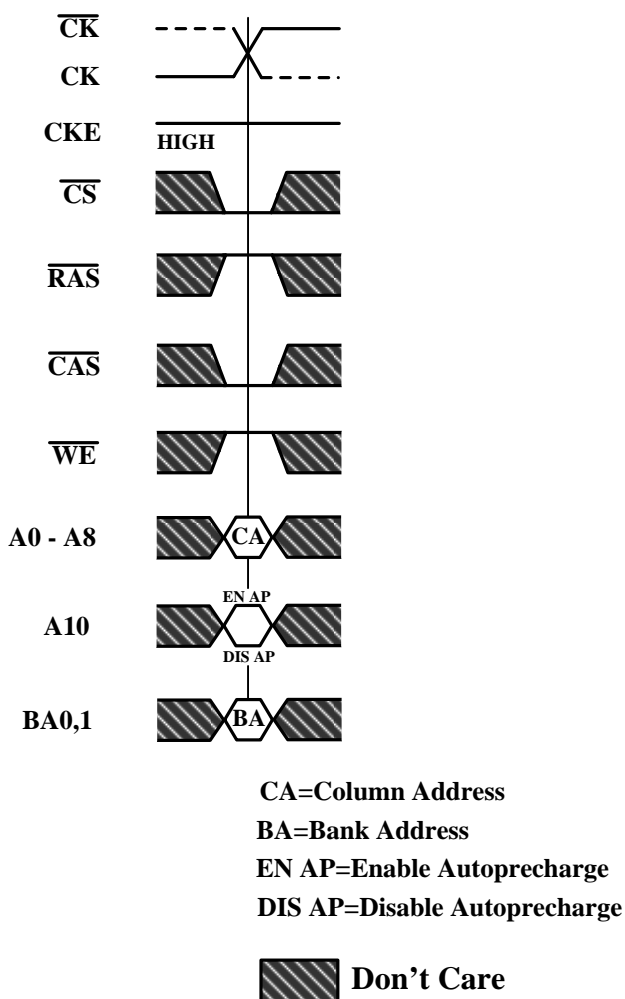 CK
CK
CKE
HIGH
CS
RAS
CAS
WE
A0 - A8
CA
EN AP
A10
DIS AP
BA0,1
BA
CA=Column Address
BA=Bank Address
EN AP=Enable Autoprecharge
DIS AP=Disable Autoprecharge
Don't Care